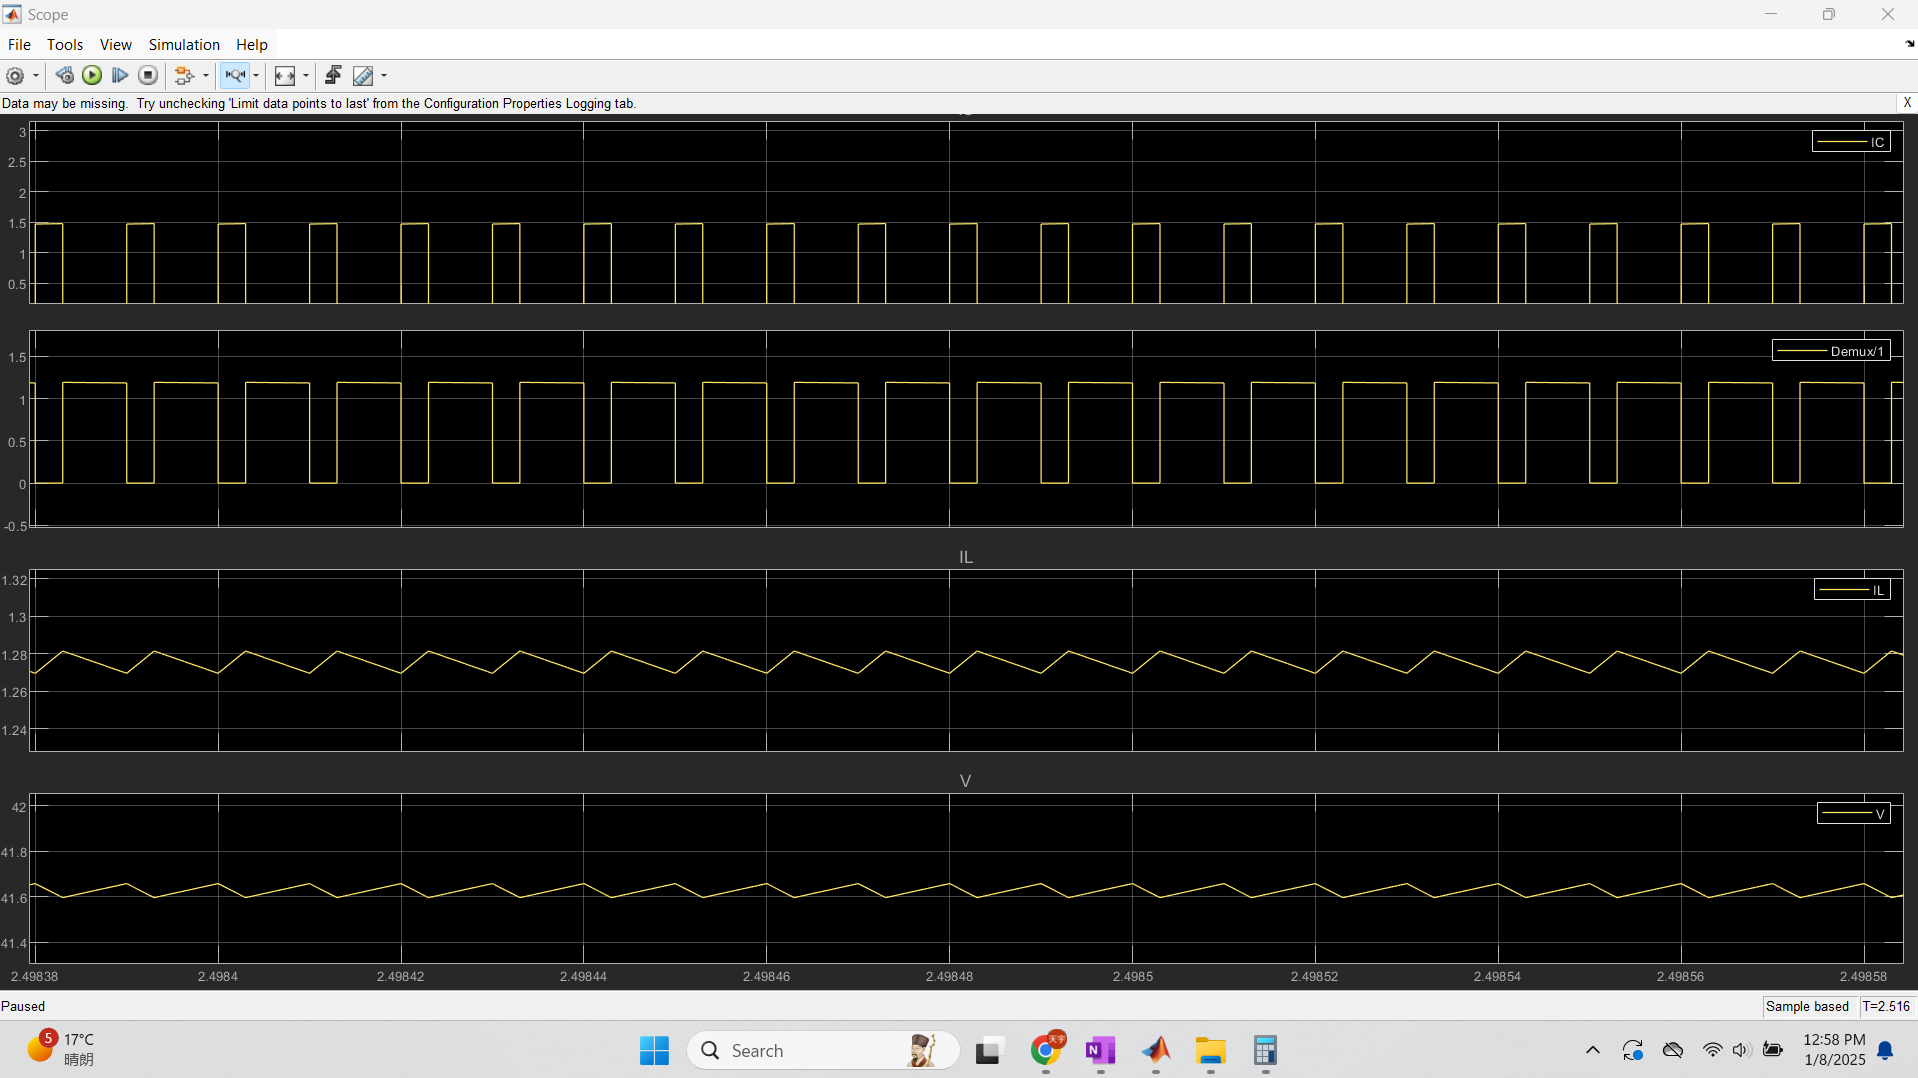 Scope
File Tools View Simulation Help
Data may be missing. Try unchecking 'Limit data points to last' from the Configuration Properties Logging tab.
X
3
2.5
2
1.5
1
0.5
IC
1.5
1
0.5
0
-0.5
Demux/1
IL
1.32
1.3
1.28
1.26
1.24
IL
V
42
41.8
41.6
41.4
V
2.49838 2.4984 2.49842 2.49844 2.49846 2.49848 2.4985 2.49852 2.49854 2.49856 2.49858
Paused
Sample based T=2.516
5
17°C
晴朗
Search
天宇
N
12:58 PM
1/8/2025